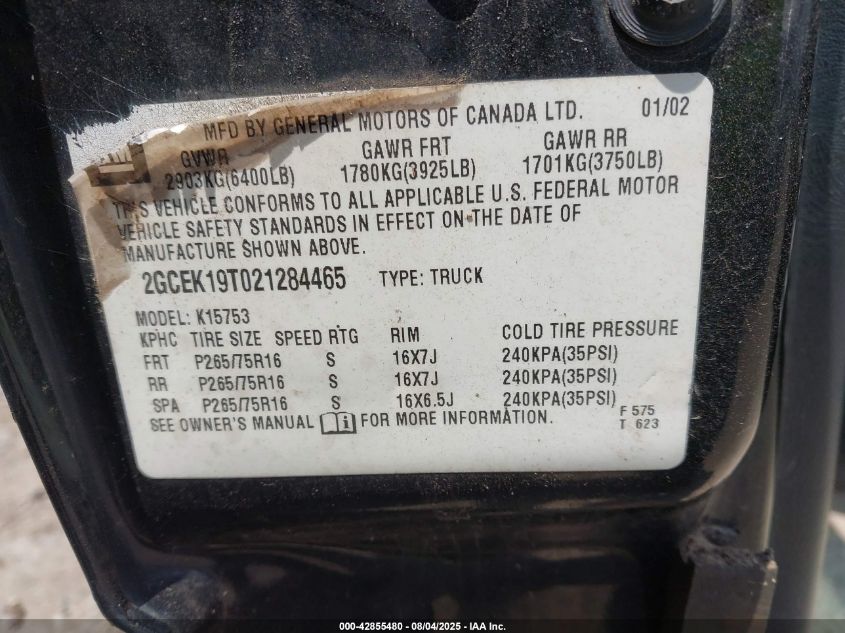 MFD BY GENERAL MOTORS OF CANADA LTD. 01/02
GVWR GAWR FRT GAWR RR
2903KG(6400LB) 1780KG(3925LB) 1701KG(3750LB)
THIS VEHICLE CONFORMS TO ALL APPLICABLE U.S. FEDERAL MOTOR
VEHICLE SAFETY STANDARDS IN EFFECT ON THE DATE OF
MANUFACTURE SHOWN ABOVE.
2GCEK19T021284465 TYPE: TRUCK
MODEL: K15753
KPHC TIRE SIZE SPEED RTG RIM COLD TIRE PRESSURE
FRT P265/75R16 S 16X7J 240KPA(35PSI)
RR P265/75R16 S 16X7J 240KPA(35PSI)
SPA P265/75R16 S 16X6.5J 240KPA(35PSI)
SEE OWNER'S MANUAL i FOR MORE INFORMATION.
F 575
T 623
000-42855480 - 08/04/2025 - IAA Inc.